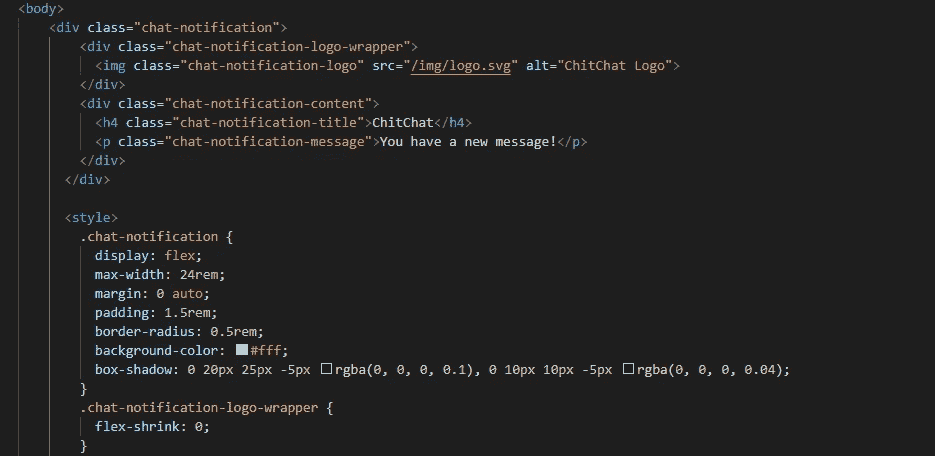 <body>
<div class="chat-notification">
<div class="chat-notification-logo-wrapper">
<img class="chat-notification-logo" src="/img/logo.svg" alt="ChitChat Logo">
</div>
<div class="chat-notification-content">
<h4 class="chat-notification-title">ChitChat</h4>
<p class="chat-notification-message">You have a new message!</p>
</div>
</div>
<style>
.chat-notification {
display: flex;
max-width: 24rem;
margin: 0 auto;
padding: 1.5rem;
border-radius: 0.5rem;
background-color: #fff;
box-shadow: 0 20px 25px -5px rgba(0, 0, 0, 0.1), 0 10px 10px -5px rgba(0, 0, 0, 0.04);
}
.chat-notification-logo-wrapper {
flex-shrink: 0;
}